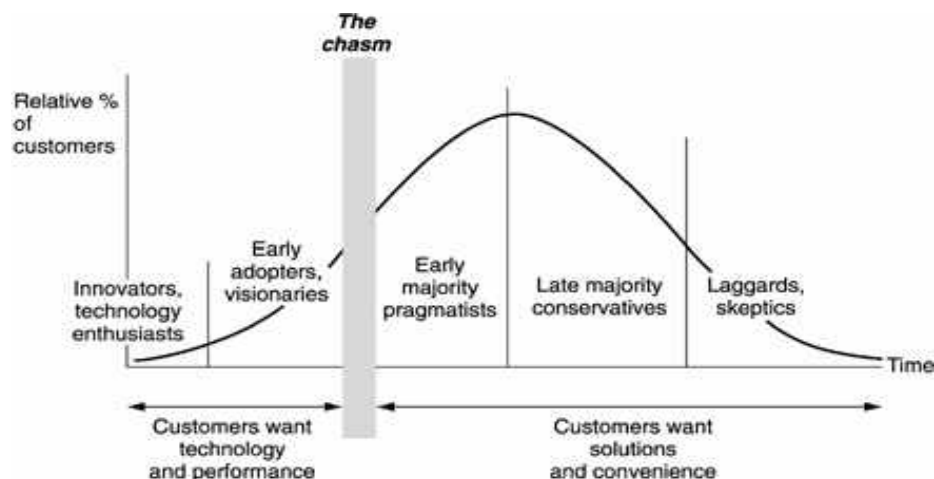 The
chasm
Relative %
of
customers
Innovators,
technology
enthusiasts
Early
adopters,
visionaries
Early
majority
pragmatists
Late majority
conservatives
Laggards,
skeptics
Time
Customers want
technology
and performance
Customers want
solutions
and convenience